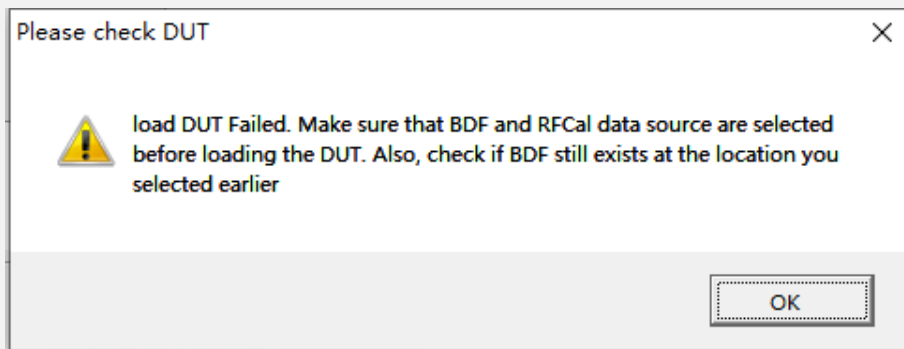 Please check DUT
load DUT Failed. Make sure that BDF and RFCal data source are selected
before loading the DUT. Also, check if BDF still exists at the location you
selected earlier
OK